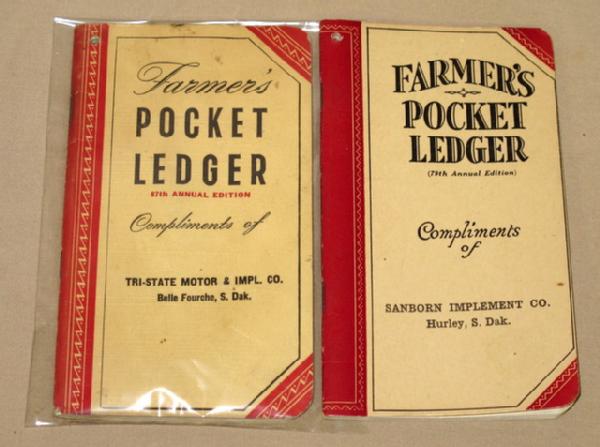 Farmer's
POCKET
LEDGER
87th ANNUAL EDITION
Compliments of
TRI-STATE MOTOR & IMPL. CO.
Belle Fourche, S. Dak.
FARMER'S
POCKET
LEDGER
(79th Annual Edition)
Compliments
of
SANBORN IMPLEMENT CO.
Hurley, S. Dak.